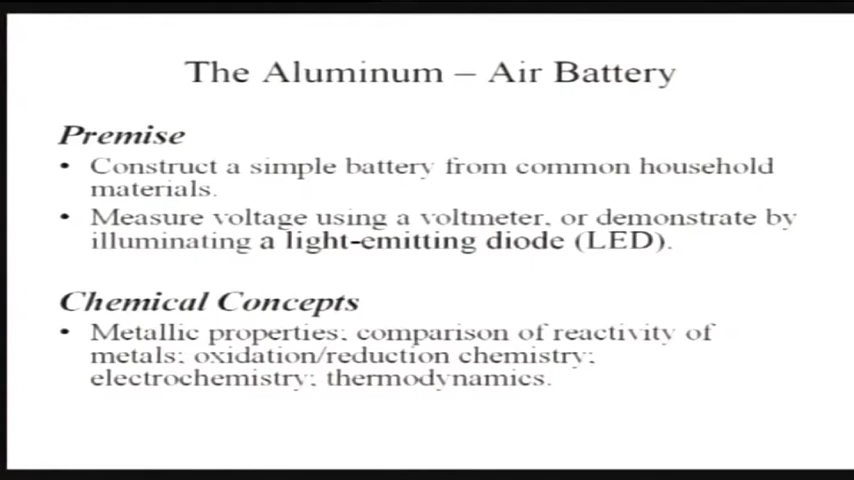 The Aluminum – Air Battery
Premise
• Construct a simple battery from common household
materials.
• Measure voltage using a voltmeter, or demonstrate by
illuminating a light-emitting diode (LED).
Chemical Concepts
• Metallic properties; comparison of reactivity of
metals; oxidation/reduction chemistry;
electrochemistry; thermodynamics.